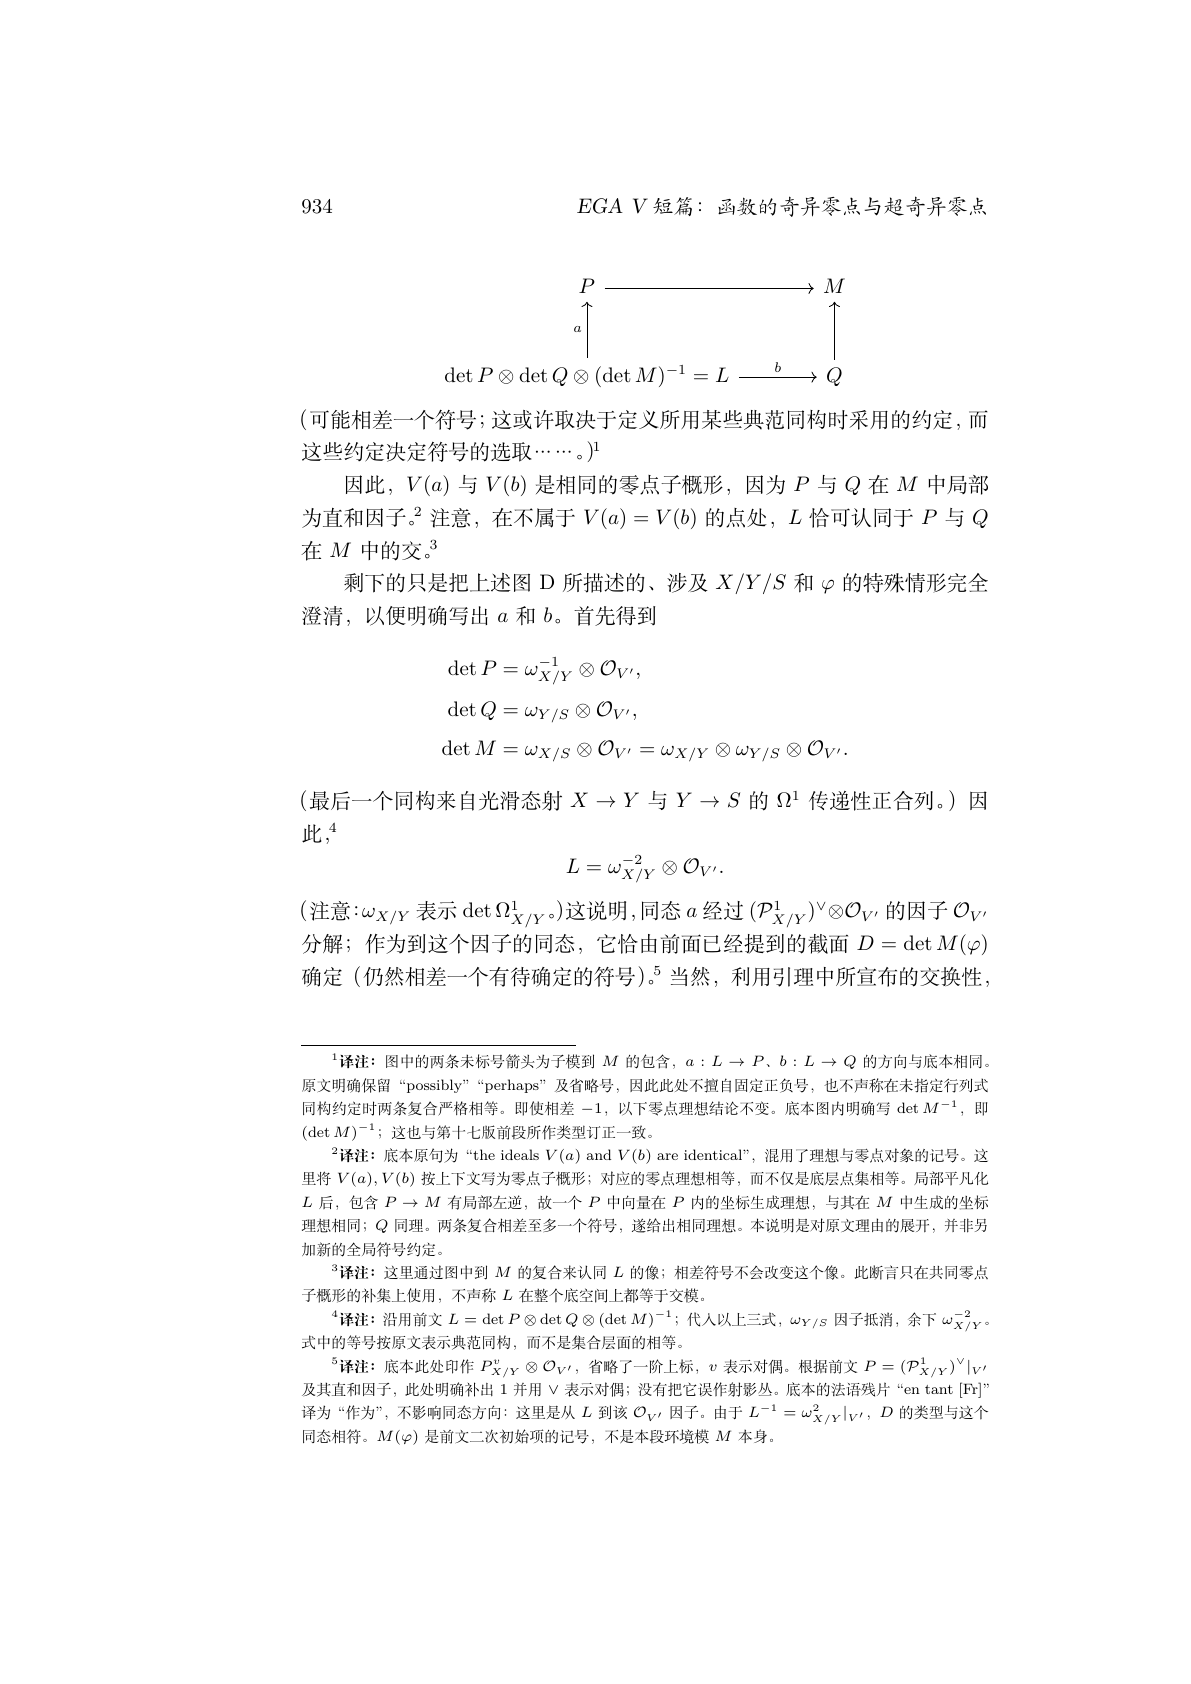 934 EGA V 短篇：函数的奇异零点与超奇异零点
P M
a
det P ⊗ det Q ⊗ (det M)⁻¹ = L b Q
（可能相差一个符号；这或许取决于定义所用某些典范同构时采用的约定，而
这些约定决定符号的选取……。）¹
因此，V(a) 与 V(b) 是相同的零点子概形，因为 P 与 Q 在 M 中局部
为直和因子。² 注意，在不属于 V(a) = V(b) 的点处，L 恰可认同于 P 与 Q
在 M 中的交。³
剩下的只是把上述图 D 所描述的、涉及 X/Y/S 和 φ 的特殊情形完全
澄清，以便明确写出 a 和 b。首先得到
det P = ω_{X/Y}^{−1} ⊗ 𝒪_{V′},
det Q = ω_{Y/S} ⊗ 𝒪_{V′},
det M = ω_{X/S} ⊗ 𝒪_{V′} = ω_{X/Y} ⊗ ω_{Y/S} ⊗ 𝒪_{V′}.
（最后一个同构来自光滑态射 X → Y 与 Y → S 的 Ω¹ 传递性正合列。）因
此，⁴
L = ω_{X/Y}^{−2} ⊗ 𝒪_{V′}.
（注意：ω_{X/Y} 表示 det Ω¹_{X/Y}。）这说明，同态 a 经过 (𝒫¹_{X/Y})^∨⊗𝒪_{V′} 的因子 𝒪_{V′}
分解；作为到这个因子的同态，它恰由前面已经提到的截面 D = det M(φ)
确定（仍然相差一个有待确定的符号）。⁵ 当然，利用引理中所宣布的交换性，
¹译注：图中的两条未标号箭头为子模到 M 的包含，a : L → P、b : L → Q 的方向与底本相同。
原文明确保留 “possibly” “perhaps” 及省略号，因此此处不擅自固定正负号，也不声称在未指定行列式
同构约定时两条复合严格相等。即使相差 −1，以下零点理想结论不变。底本图内明确写 det M⁻¹，即
(det M)⁻¹；这也与第十七版前段所作类型订正一致。
²译注：底本原句为 “the ideals V(a) and V(b) are identical”，混用了理想与零点对象的记号。这
里将 V(a), V(b) 按上下文写为零点子概形；对应的零点理想相等，而不仅是底层点集相等。局部平凡化
L 后，包含 P → M 有局部左逆，故一个 P 中向量在 P 内的坐标生成理想，与其在 M 中生成的坐标
理想相同；Q 同理。两条复合相差至多一个符号，遂给出相同理想。本说明是对原文理由的展开，并非另
加新的全局符号约定。
³译注：这里通过图中到 M 的复合来认同 L 的像；相差符号不会改变这个像。此断言只在共同零点
子概形的补集上使用，不声称 L 在整个底空间上都等于交模。
⁴译注：沿用前文 L = det P ⊗ det Q ⊗ (det M)⁻¹；代入以上三式，ω_{Y/S} 因子抵消，余下 ω_{X/Y}^{−2}。
式中的等号按原文表示典范同构，而不是集合层面的相等。
⁵译注：底本此处印作 P^v_{X/Y} ⊗ 𝒪_{V′}，省略了一阶上标，v 表示对偶。根据前文 P = (𝒫¹_{X/Y})^∨|_{V′}
及其直和因子，此处明确补出 1 并用 ∨ 表示对偶；没有把它误作射影丛。底本的法语残片 “en tant [Fr]”
译为 “作为”，不影响同态方向：这里是从 L 到该 𝒪_{V′} 因子。由于 L⁻¹ = ω²_{X/Y}|_{V′}，D 的类型与这个
同态相符。M(φ) 是前文二次初始项的记号，不是本段环境模 M 本身。